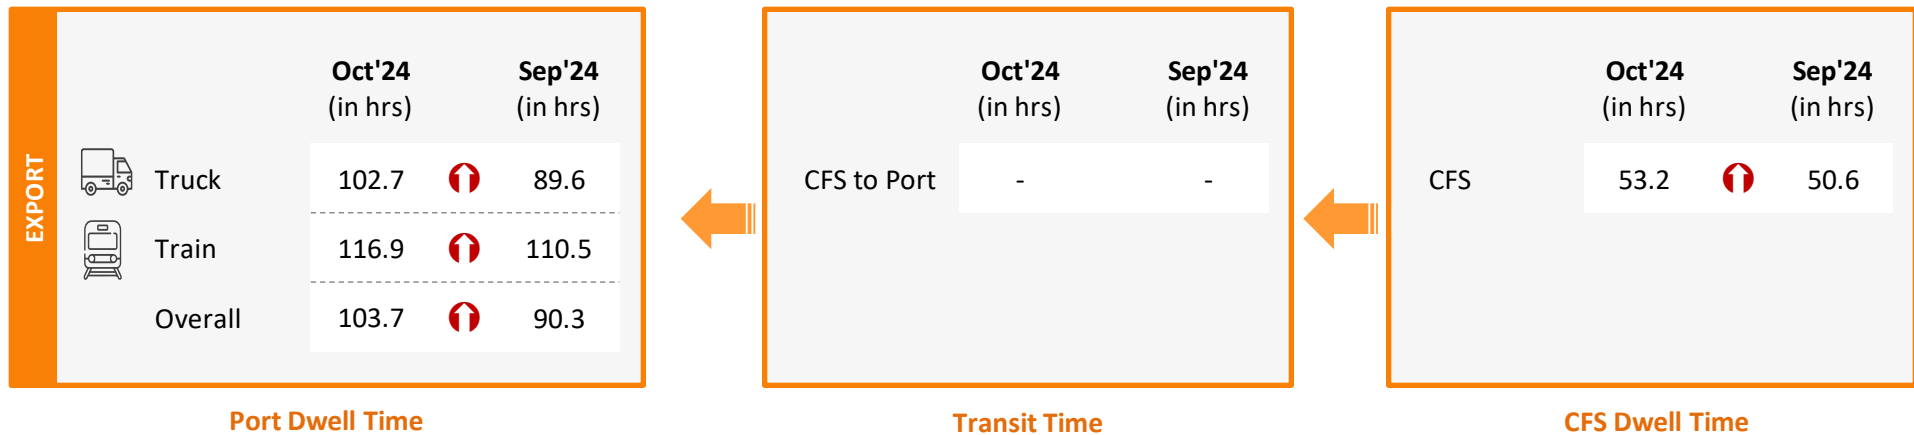 EXPORT
Oct'24 Sep'24
(in hrs) (in hrs)
Truck 102.7 89.6
Train 116.9 110.5
Overall 103.7 90.3
Port Dwell Time
Oct'24 Sep'24
(in hrs) (in hrs)
CFS to Port - -
Transit Time
Oct'24 Sep'24
(in hrs) (in hrs)
CFS 53.2 50.6
CFS Dwell Time